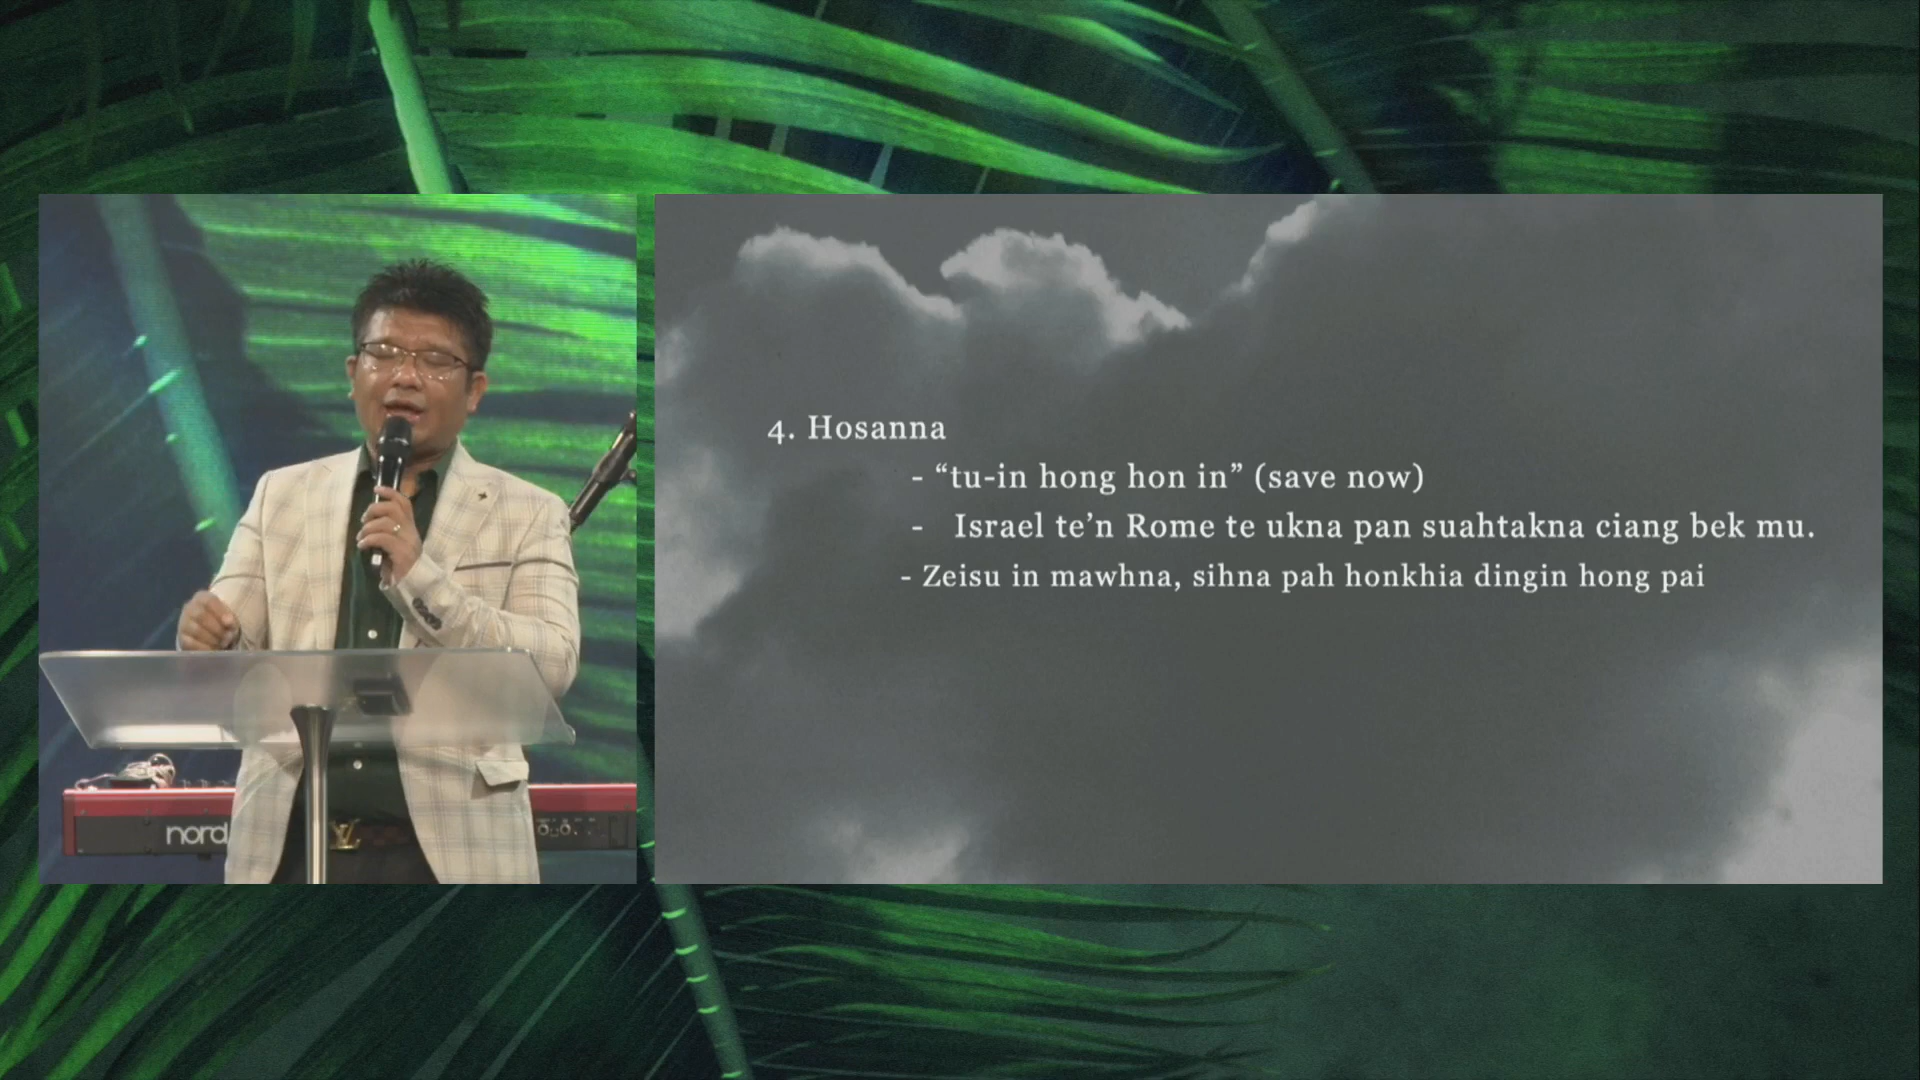 4. Hosanna
- “tu-in hong hon in” (save now)
- Israel te’n Rome te ukna pan suahtakna ciang bek mu.
- Zeisu in mawhna, sihna pah honkhia dingin hong pai
nord
LV